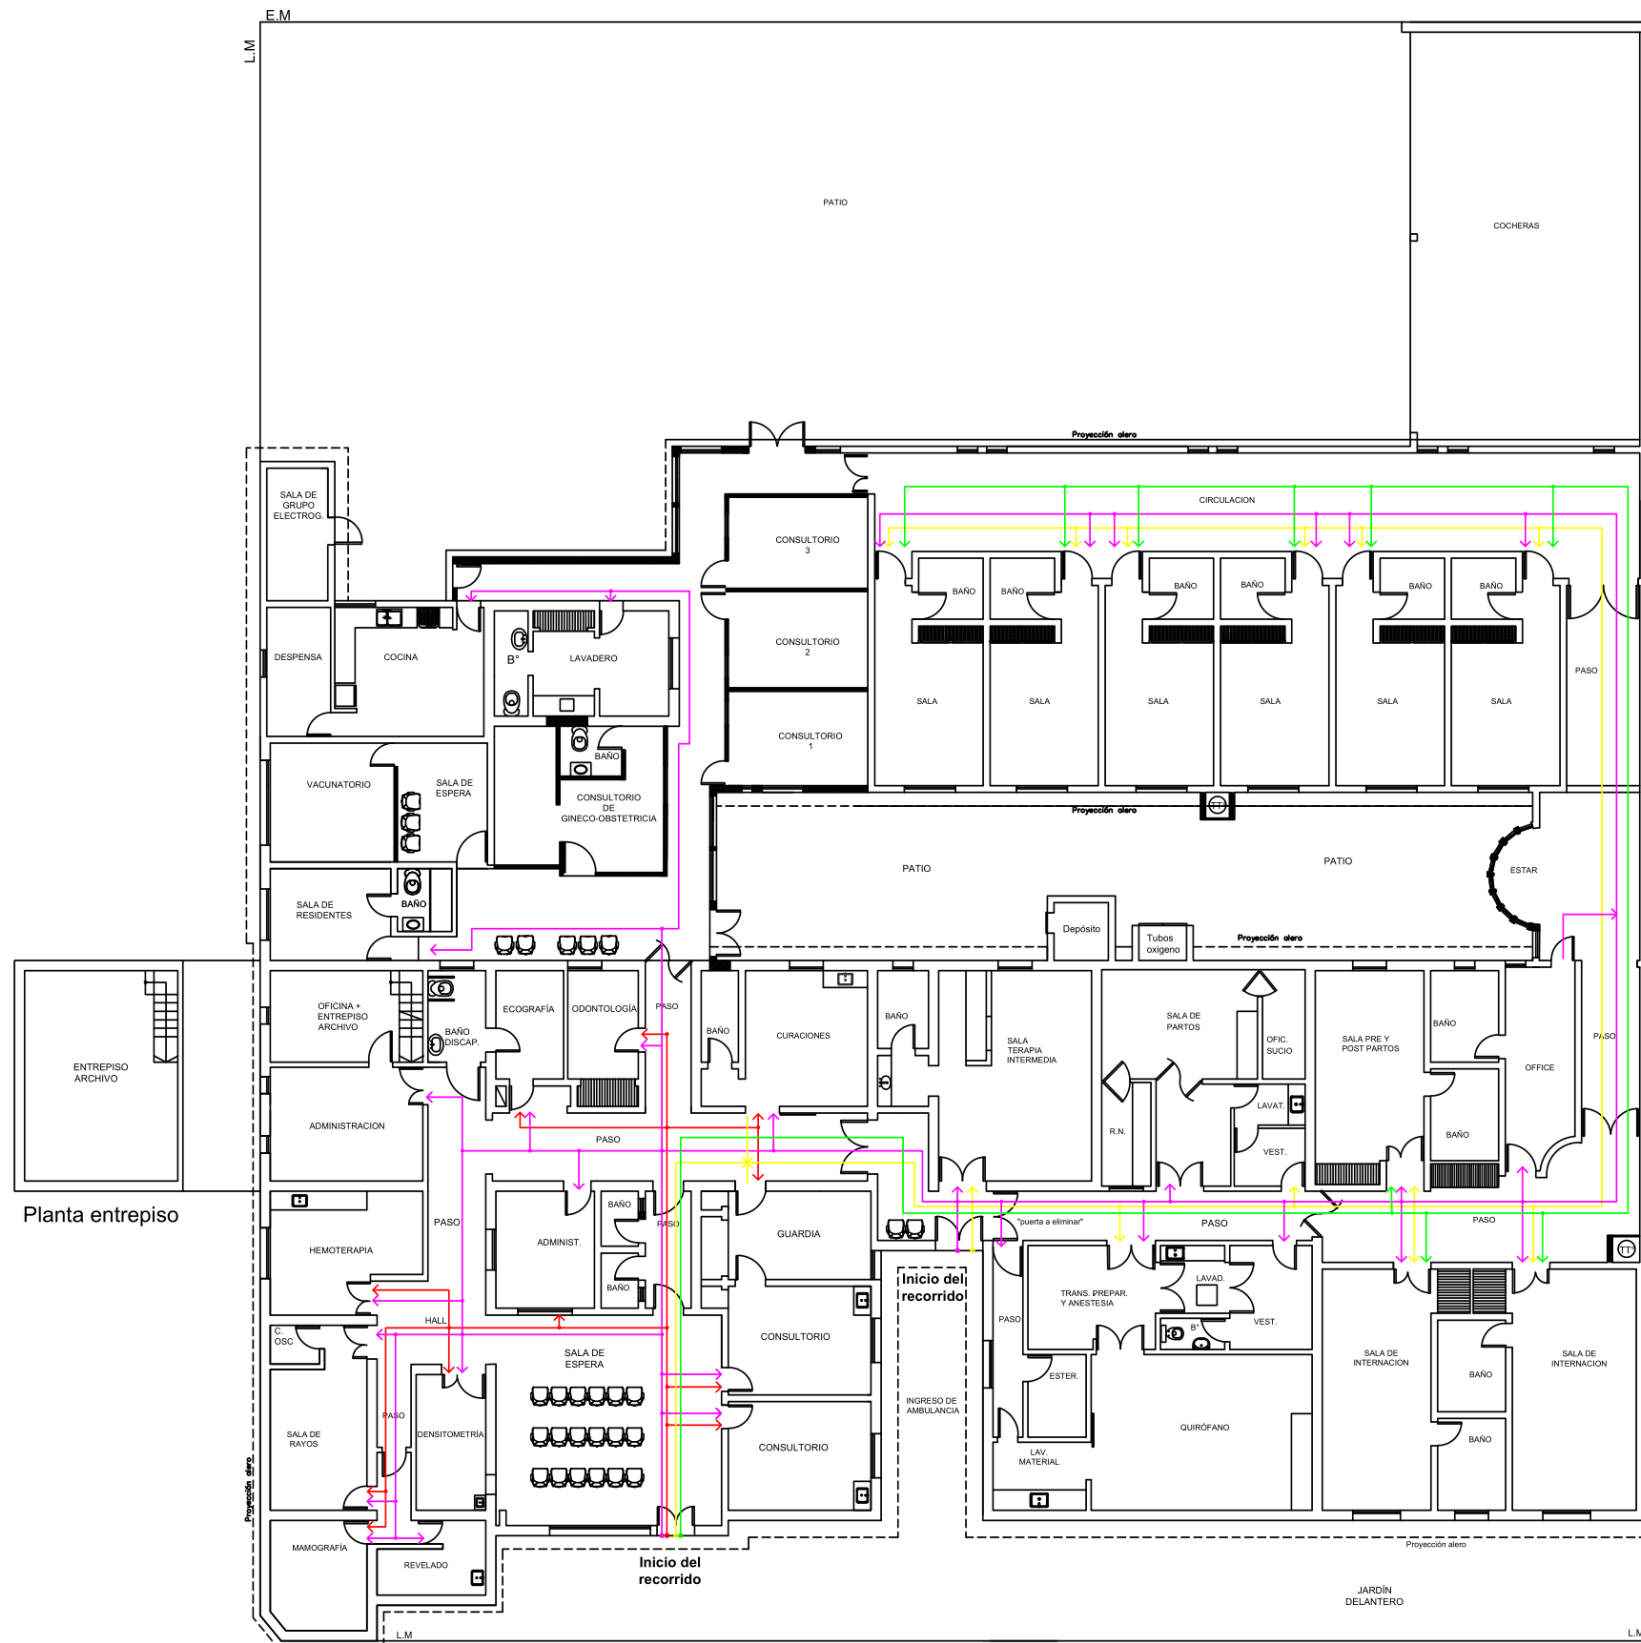 E.M
L.M
PATIO
COCHERAS
Proyección alero
SALA DE
GRUPO
ELECTROG.
CIRCULACION
CONSULTORIO
3
BAÑO
BAÑO
BAÑO
BAÑO
BAÑO
BAÑO
DESPENSA
COCINA
B°
LAVADERO
CONSULTORIO
2
PASO
SALA
SALA
SALA
SALA
SALA
SALA
CONSULTORIO
1
BAÑO
VACUNATORIO
SALA DE
ESPERA
CONSULTORIO
DE
GINECO-OBSTETRICIA
Proyección alero
TT
PATIO
PATIO
ESTAR
SALA DE
RESIDENTES
BAÑO
Depósito
Tubos
oxigeno
Proyección alero
OFICINA +
ENTREPISO
ARCHIVO
ECOGRAFÍA
ODONTOLOGÍA
PASO
BAÑO
DISCAP.
BAÑO
CURACIONES
BAÑO
SALA
TERAPIA
INTERMEDIA
SALA DE
PARTOS
OFIC.
SUCIO
SALA PRE Y
POST PARTOS
BAÑO
OFFICE
PASO
ENTREPISO
ARCHIVO
ADMINISTRACION
PASO
R.N.
LAVAT.
VEST.
BAÑO
Planta entrepiso
PASO
HEMOTERAPIA
ADMINIST.
BAÑO
PASO
BAÑO
GUARDIA
"puerta a eliminar"
PASO
PASO
TT
Inicio del
recorrido
TRANS. PREPAR.
Y ANESTESIA
LAVAD.
B°
VEST.
PASO
HALL
C.
OSC
SALA DE
ESPERA
CONSULTORIO
SALA DE
INTERNACION
SALA DE
INTERNACION
BAÑO
ESTER.
INGRESO DE
AMBULANCIA
PASO
SALA DE
RAYOS
DENSITOMETRÍA
CONSULTORIO
QUIRÓFANO
BAÑO
LAV.
MATERIAL
Proyección alero
MAMOGRAFÍA
REVELADO
Inicio del
recorrido
Proyección alero
JARDÍN
DELANTERO
L.M
L.M